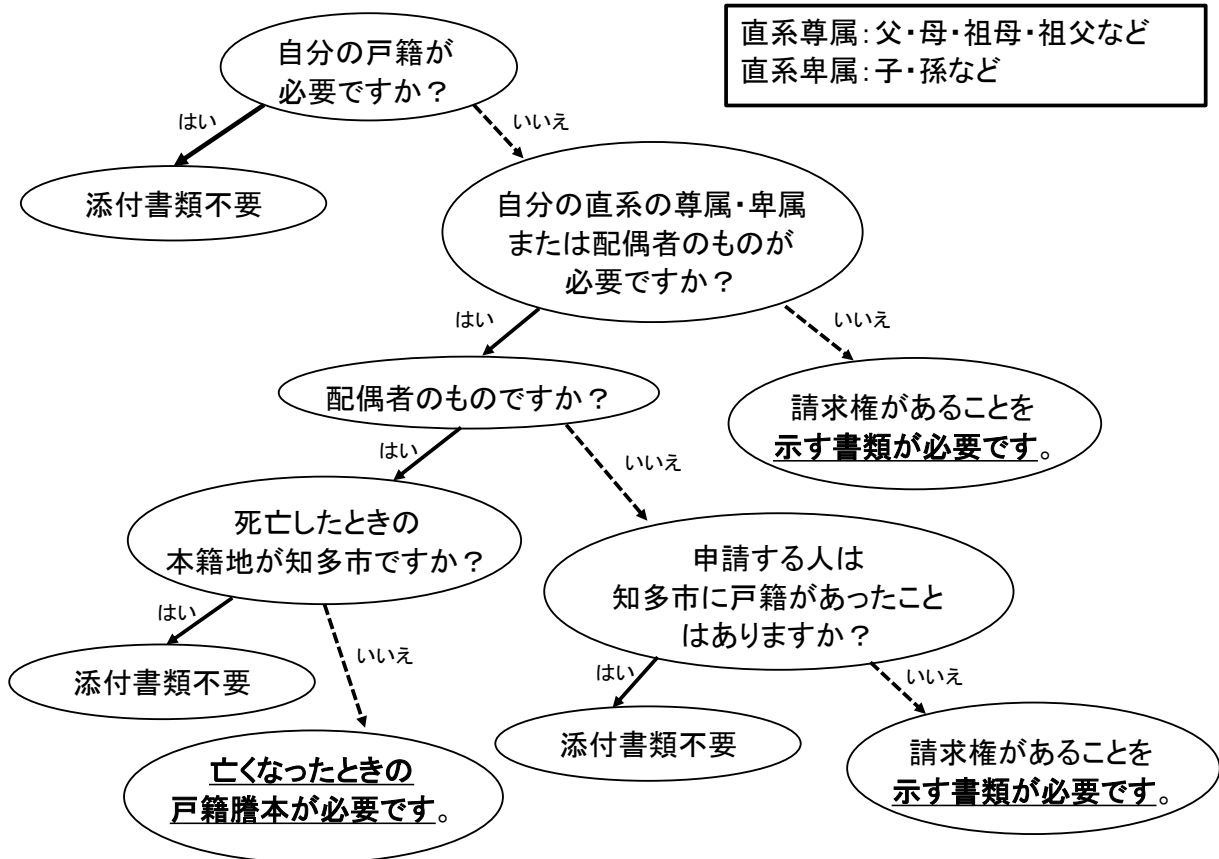 直系尊属：父・母・祖母・祖父など
直系卑属：子・孫など
自分の戸籍が
必要ですか？
はい
いいえ
添付書類不要
自分の直系の尊属・卑属
または配偶者のものが
必要ですか？
はい
いいえ
配偶者のものですか？
請求権があることを
示す書類が必要です。
はい
いいえ
死亡したときの
本籍地が知多市ですか？
申請する人は
知多市に戸籍があったこと
はありますか？
はい
いいえ
はい
いいえ
添付書類不要
添付書類不要
亡くなったときの
戸籍謄本が必要です。
請求権があることを
示す書類が必要です。